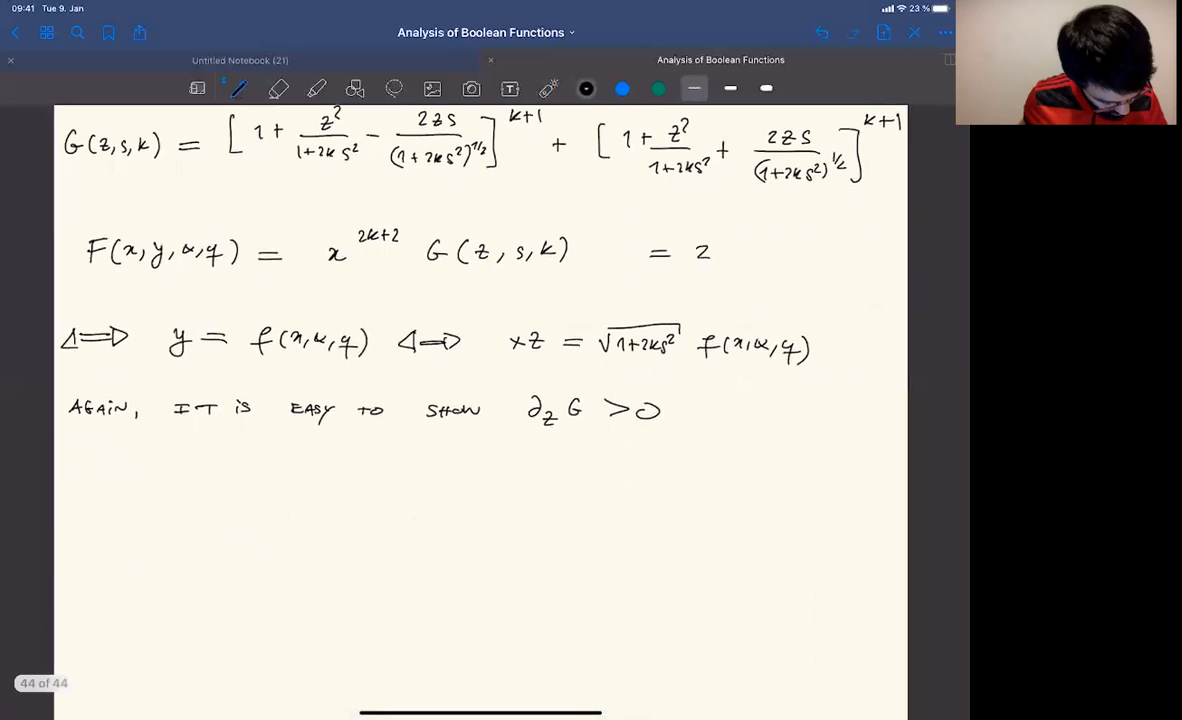 09:41 Tue 9. Jan 23 %
Analysis of Boolean Functions
Untitled Notebook (21) Analysis of Boolean Functions
G(z,s,k) = [1 + z²/(1+2ks²) − 2zs/(1+2ks²)^{1/2}]^{k+1} + [1 + z²/(1+2ks²) + 2zs/(1+2ks²)^{1/2}]^{k+1}
F(x,y,α,q) = x^{2k+2} G(z,s,k) = 2
⟺ y = f(x,α,q) ⟺ xz = √(1+2ks²) f(x,α,q)
AGAIN, IT IS EASY TO SHOW ∂_z G > 0
44 of 44